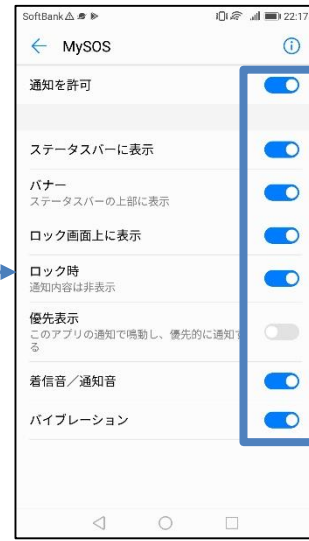 SoftBank 22:17
MySOS
通知を許可
ステータスバーに表示
バナー
ステータスバーの上部に表示
ロック画面上に表示
ロック時
通知内容は非表示
優先表示
このアプリの通知で鳴動し、優先的に通知す
る
着信音／通知音
バイブレーション